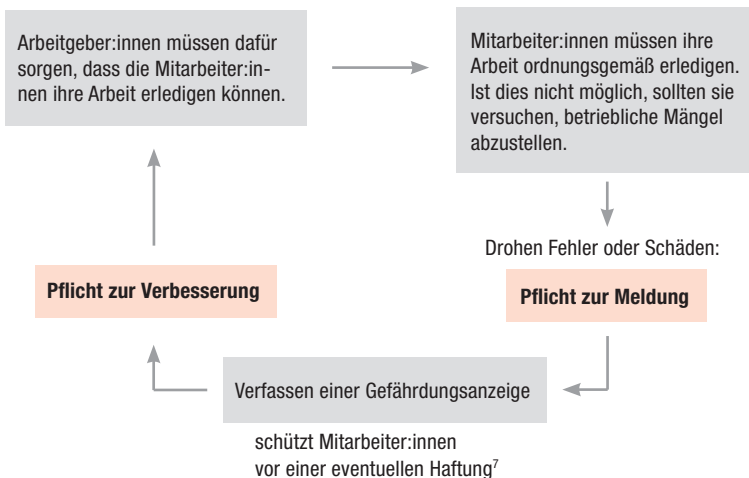 Arbeitgeber:innen müssen dafür
sorgen, dass die Mitarbeiter:in-
nen ihre Arbeit erledigen können.
Mitarbeiter:innen müssen ihre
Arbeit ordnungsgemäß erledigen.
Ist dies nicht möglich, sollten sie
versuchen, betriebliche Mängel
abzustellen.
Drohen Fehler oder Schäden:
Pflicht zur Meldung
Pflicht zur Verbesserung
Verfassen einer Gefährdungsanzeige
schützt Mitarbeiter:innen
vor einer eventuellen Haftung⁷